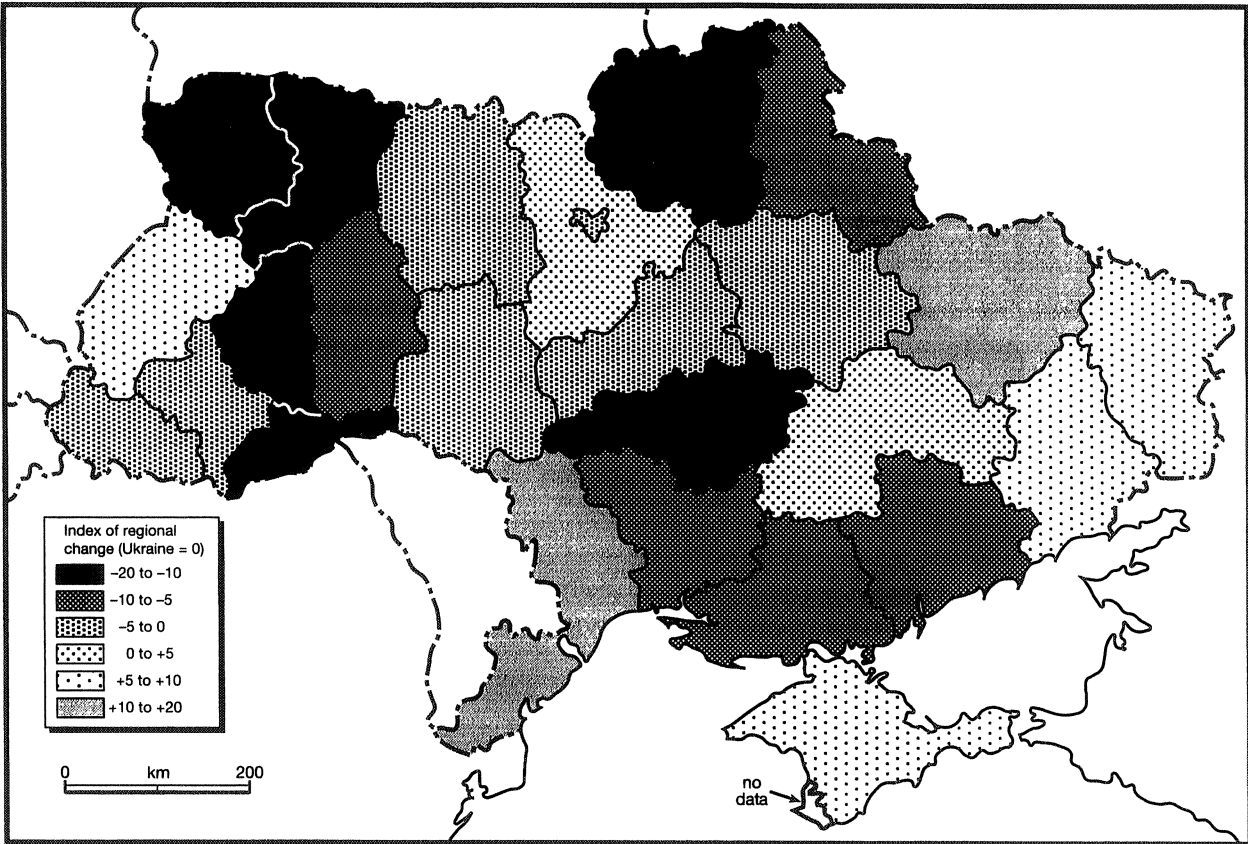 Index of regional
change (Ukraine = 0)
−20 to −10
−10 to −5
−5 to 0
0 to +5
+5 to +10
+10 to +20
0 km 200
no
data